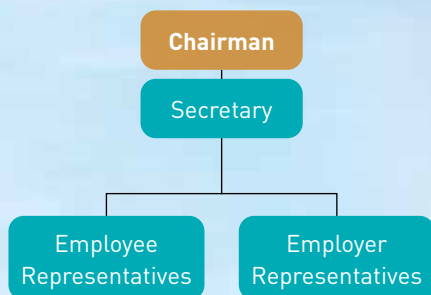 Chairman
Secretary
Employee
Representatives
Employer
Representatives